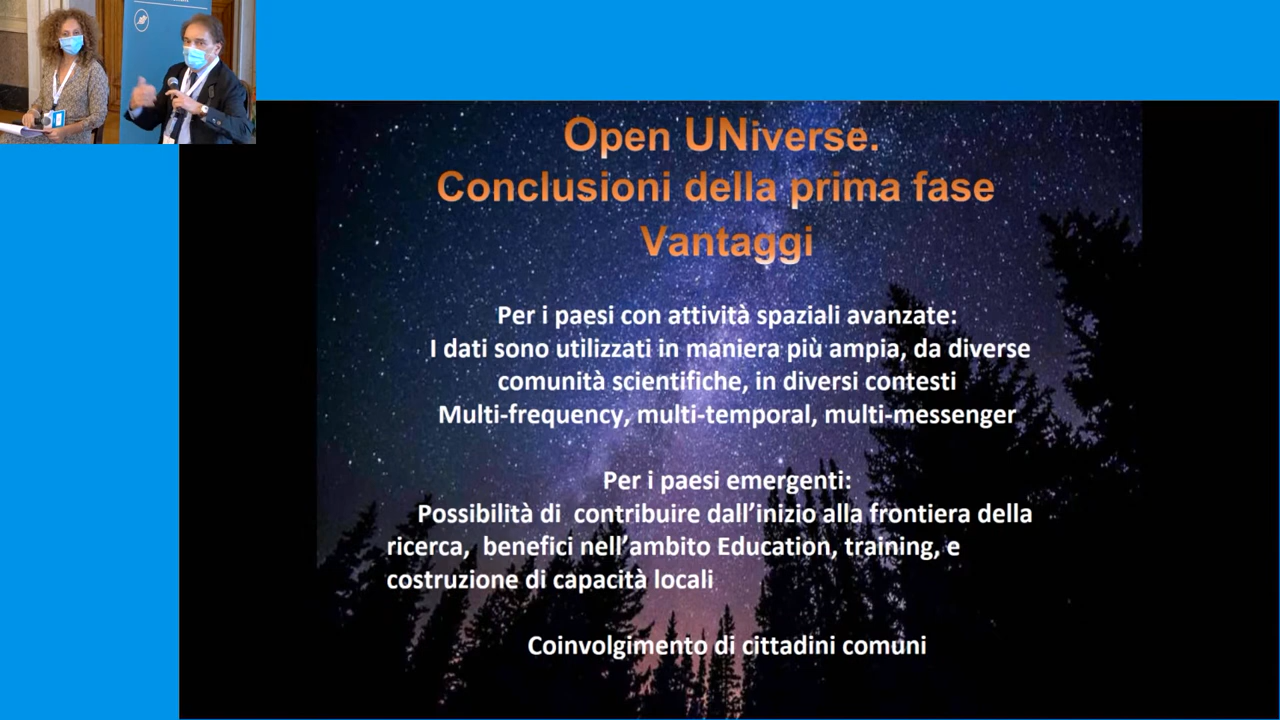 Open UNiverse.
Conclusioni della prima fase
Vantaggi
Per i paesi con attività spaziali avanzate:
I dati sono utilizzati in maniera più ampia, da diverse
comunità scientifiche, in diversi contesti
Multi-frequency, multi-temporal, multi-messenger
Per i paesi emergenti:
Possibilità di  contribuire dall’inizio alla frontiera della
ricerca,  benefici nell’ambito Education, training, e
costruzione di capacità locali
Coinvolgimento di cittadini comuni